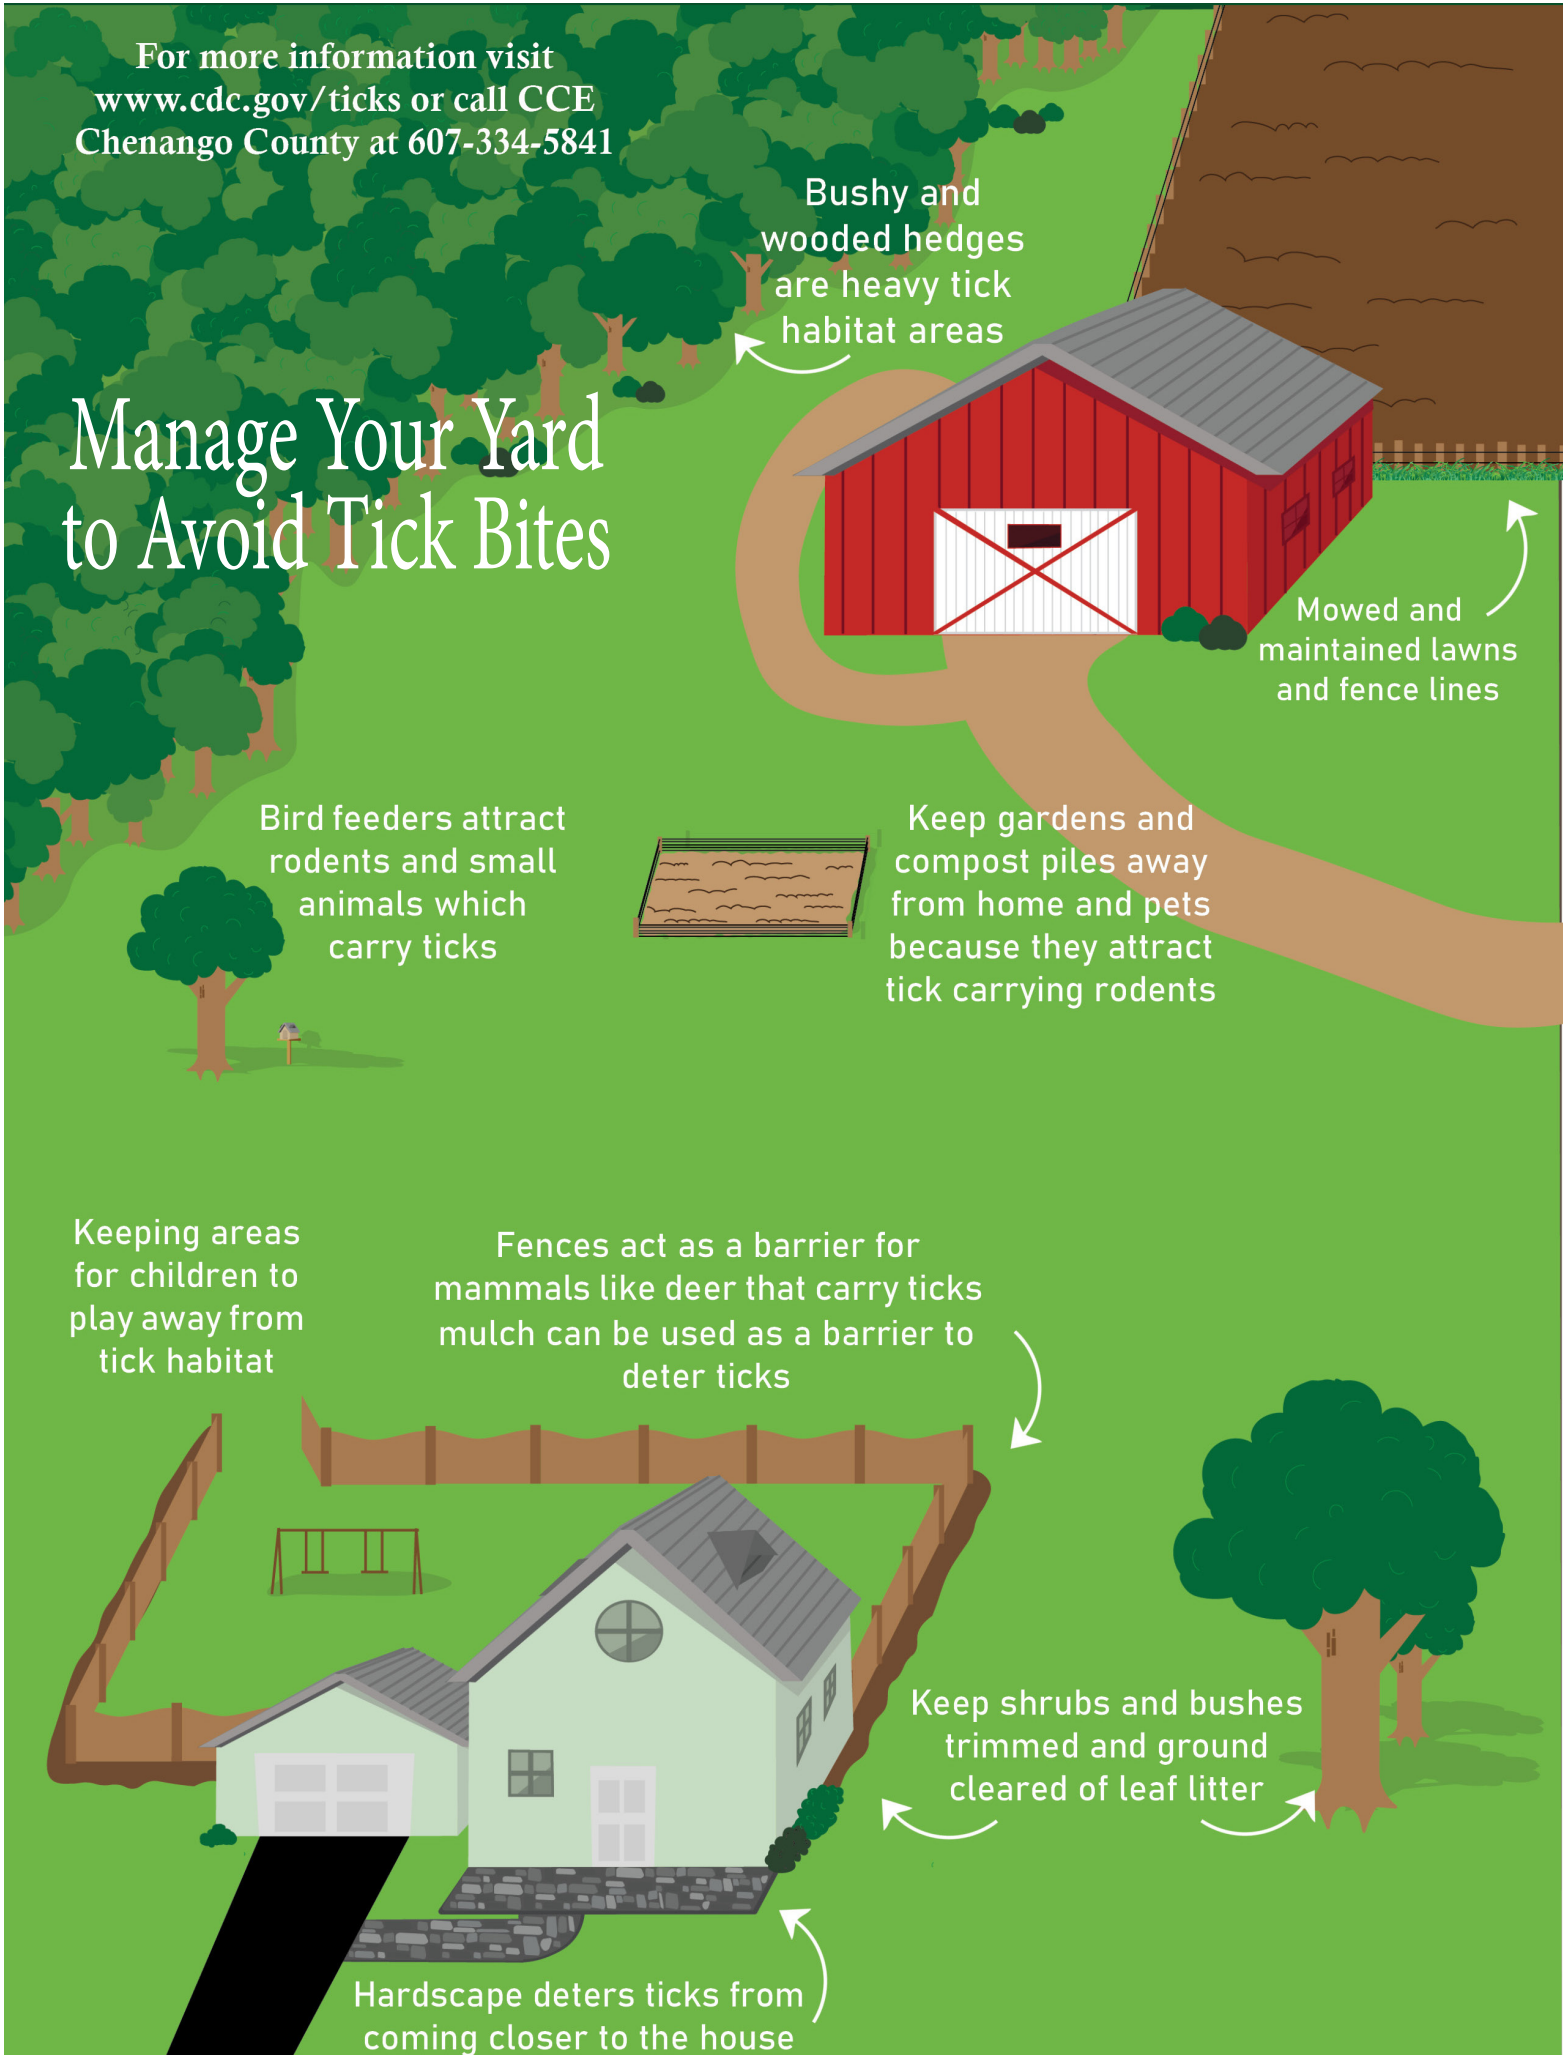 For more information visit
www.cdc.gov/ticks or call CCE
Chenango County at 607-334-5841
Bushy and
wooded hedges
are heavy tick
habitat areas
Manage Your Yard
to Avoid Tick Bites
Mowed and
maintained lawns
and fence lines
Bird feeders attract
rodents and small
animals which
carry ticks
Keep gardens and
compost piles away
from home and pets
because they attract
tick carrying rodents
Keeping areas
for children to
play away from
tick habitat
Fences act as a barrier for
mammals like deer that carry ticks
mulch can be used as a barrier to
deter ticks
Keep shrubs and bushes
trimmed and ground
cleared of leaf litter
Hardscape deters ticks from
coming closer to the house